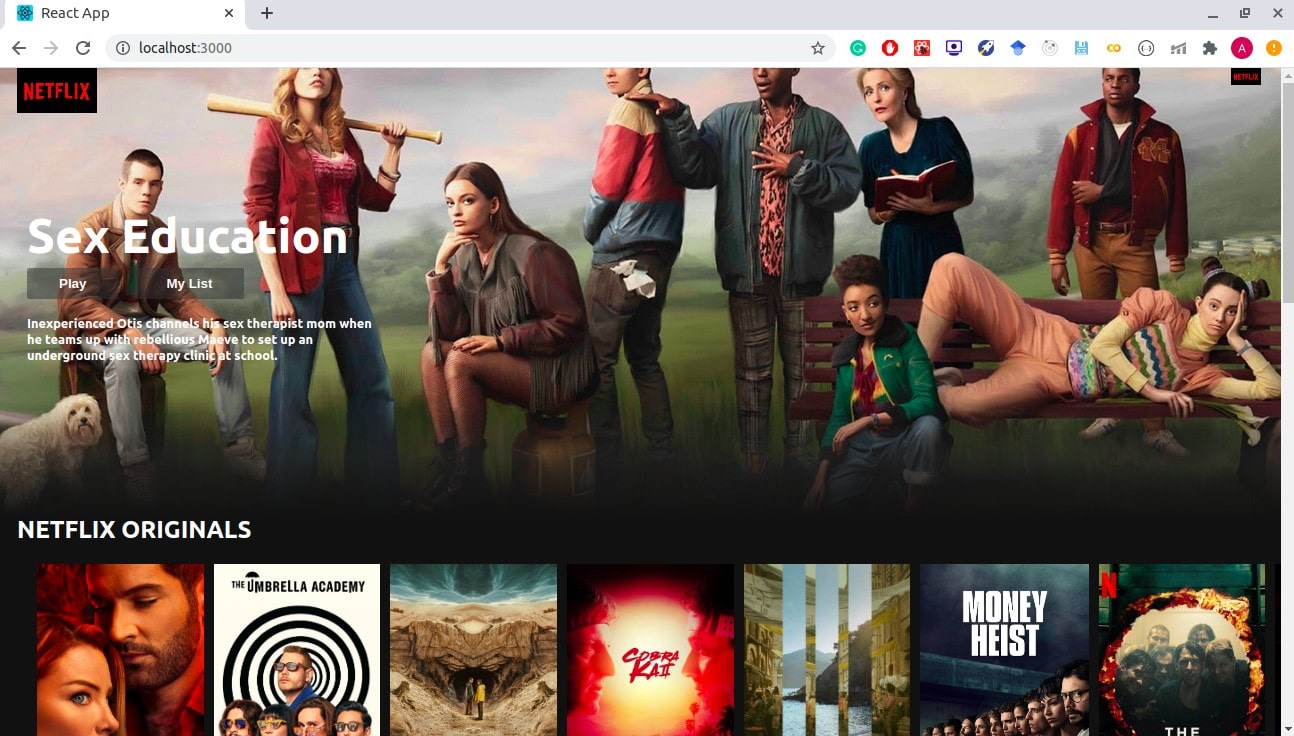 React App
localhost:3000
A
NETFLIX
NETFLIX
Sex Education
Play
My List
Inexperienced Otis channels his sex therapist mom when
he teams up with rebellious Maeve to set up an
underground sex therapy clinic at school.
NETFLIX ORIGINALS
THE UMBRELLA ACADEMY
COBRA
KAI
MONEY
HEIST
N
THE